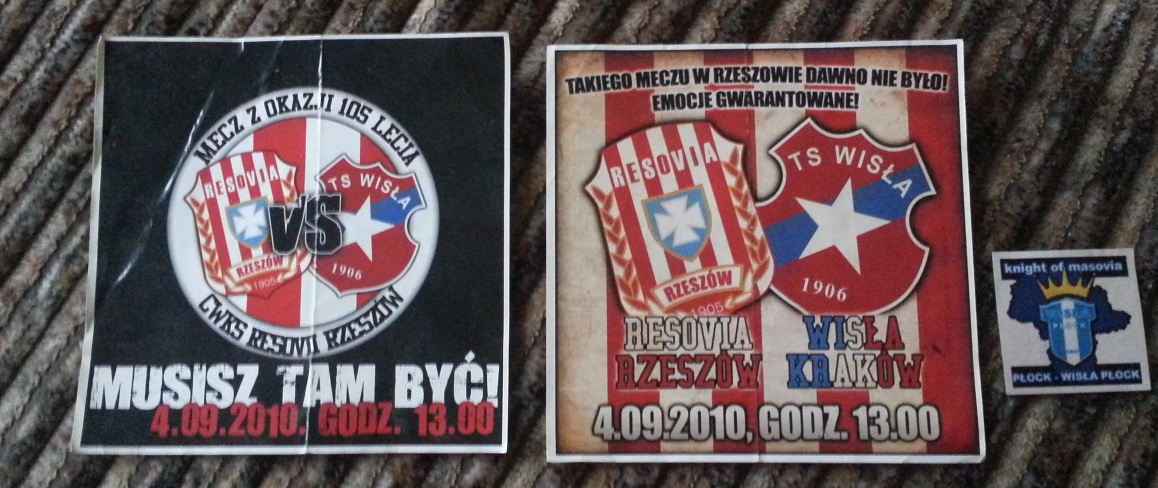 MECZ Z OKAZJI 105 LECIA
RESOVIA
TS WISŁA
VS
RZESZÓW
1905
1906
CWKS RESOVII RZESZÓW
MUSISZ TAM BYĆ!
4.09.2010. GODZ. 13.00
TAKIEGO MECZU W RZESZOWIE DAWNO NIE BYŁO!
EMOCJE GWARANTOWANE!
RESOVIA
TS WISŁA
RZESZÓW
1905
1906
RESOVIA
RZESZÓW
WISŁA
KRAKÓW
4.09.2010, GODZ. 13.00
knight of masovia
PŁOCK
PŁOCK - WISŁA PŁOCK